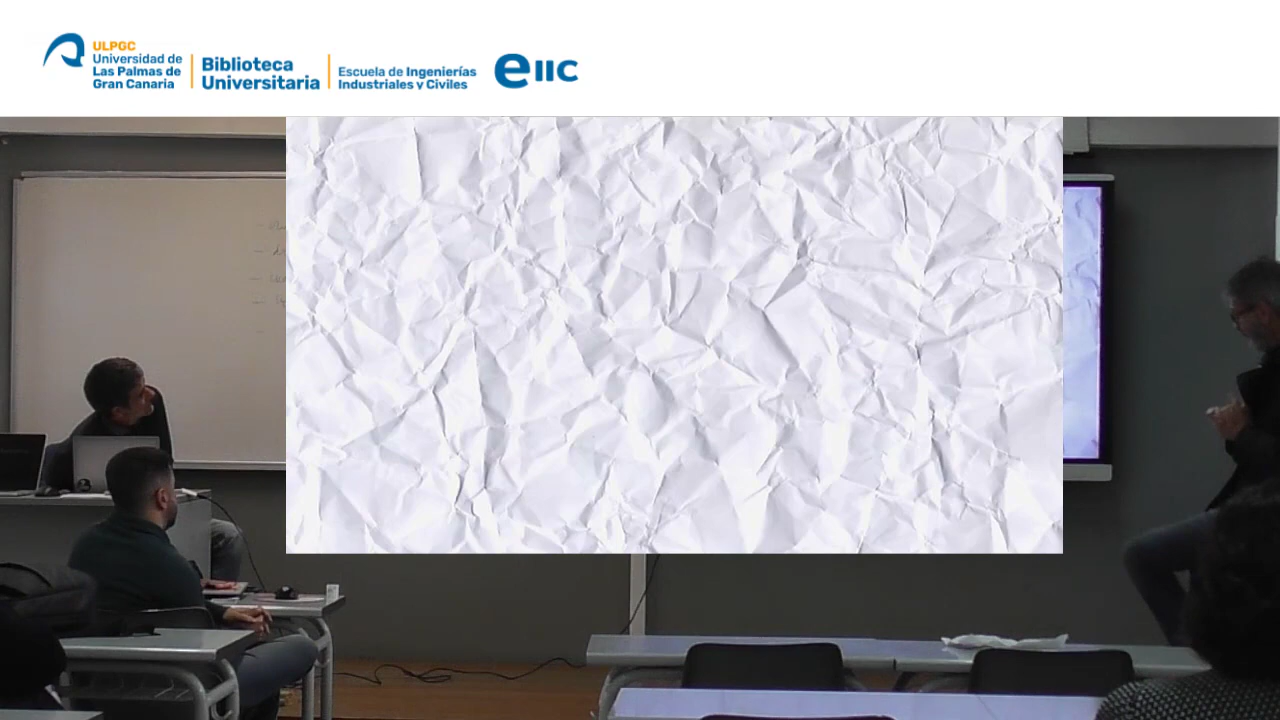 ULPGC
Universidad de
Las Palmas de
Gran Canaria
Biblioteca
Universitaria
Escuela de Ingenierías
Industriales y Civiles
eiic